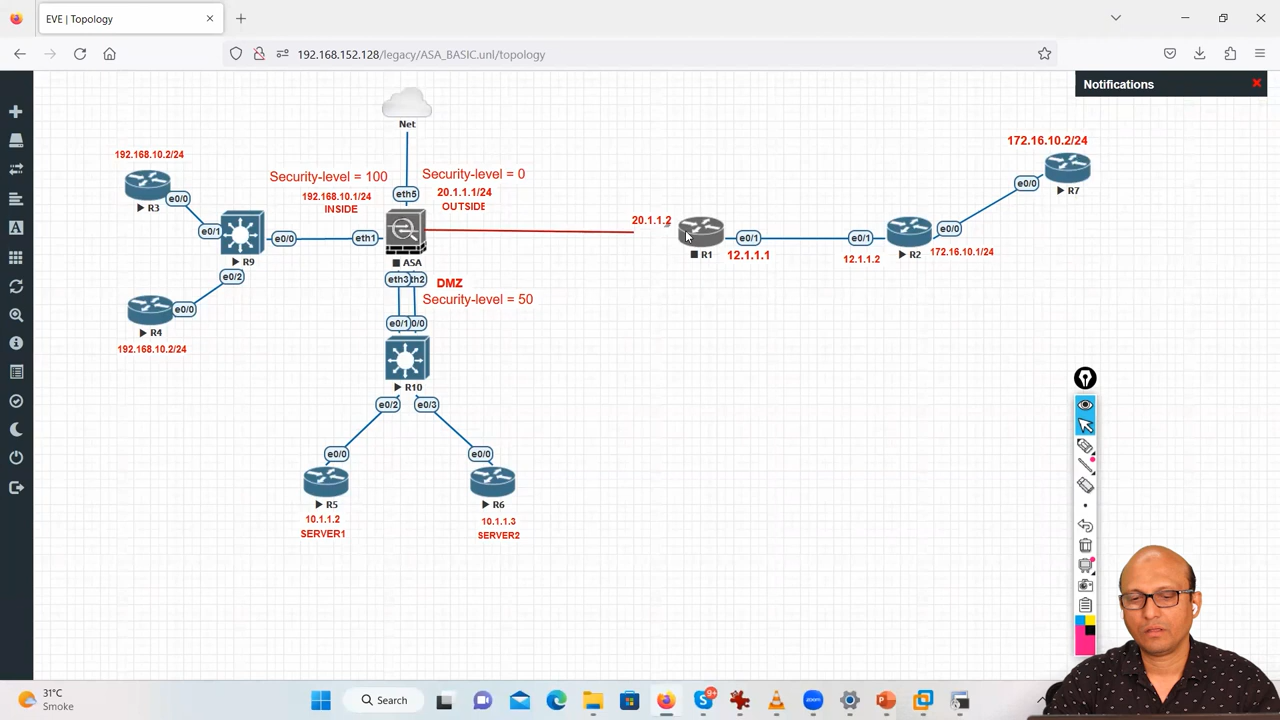 EVE | Topology
192.168.152.128/legacy/ASA_BASIC.unl/topology
Notifications
Net
172.16.10.2/24
192.168.10.2/24
Security-level = 100
Security-level = 0
e0/0
R7
eth5
192.168.10.1/24
20.1.1.1/24
R3
e0/0
INSIDE
OUTSIDE
20.1.1.2
e0/1
e0/0
eth1
e0/1
e0/1
e0/0
R9
ASA
R1
12.1.1.1
12.1.1.2
R2
172.16.10.1/24
e0/2
eth3
th2
DMZ
Security-level = 50
e0/0
R4
e0/1
0/0
192.168.10.2/24
R10
e0/2
e0/3
e0/0
e0/0
R5
R6
10.1.1.2
10.1.1.3
SERVER1
SERVER2
31°C
Smoke
Search
9+